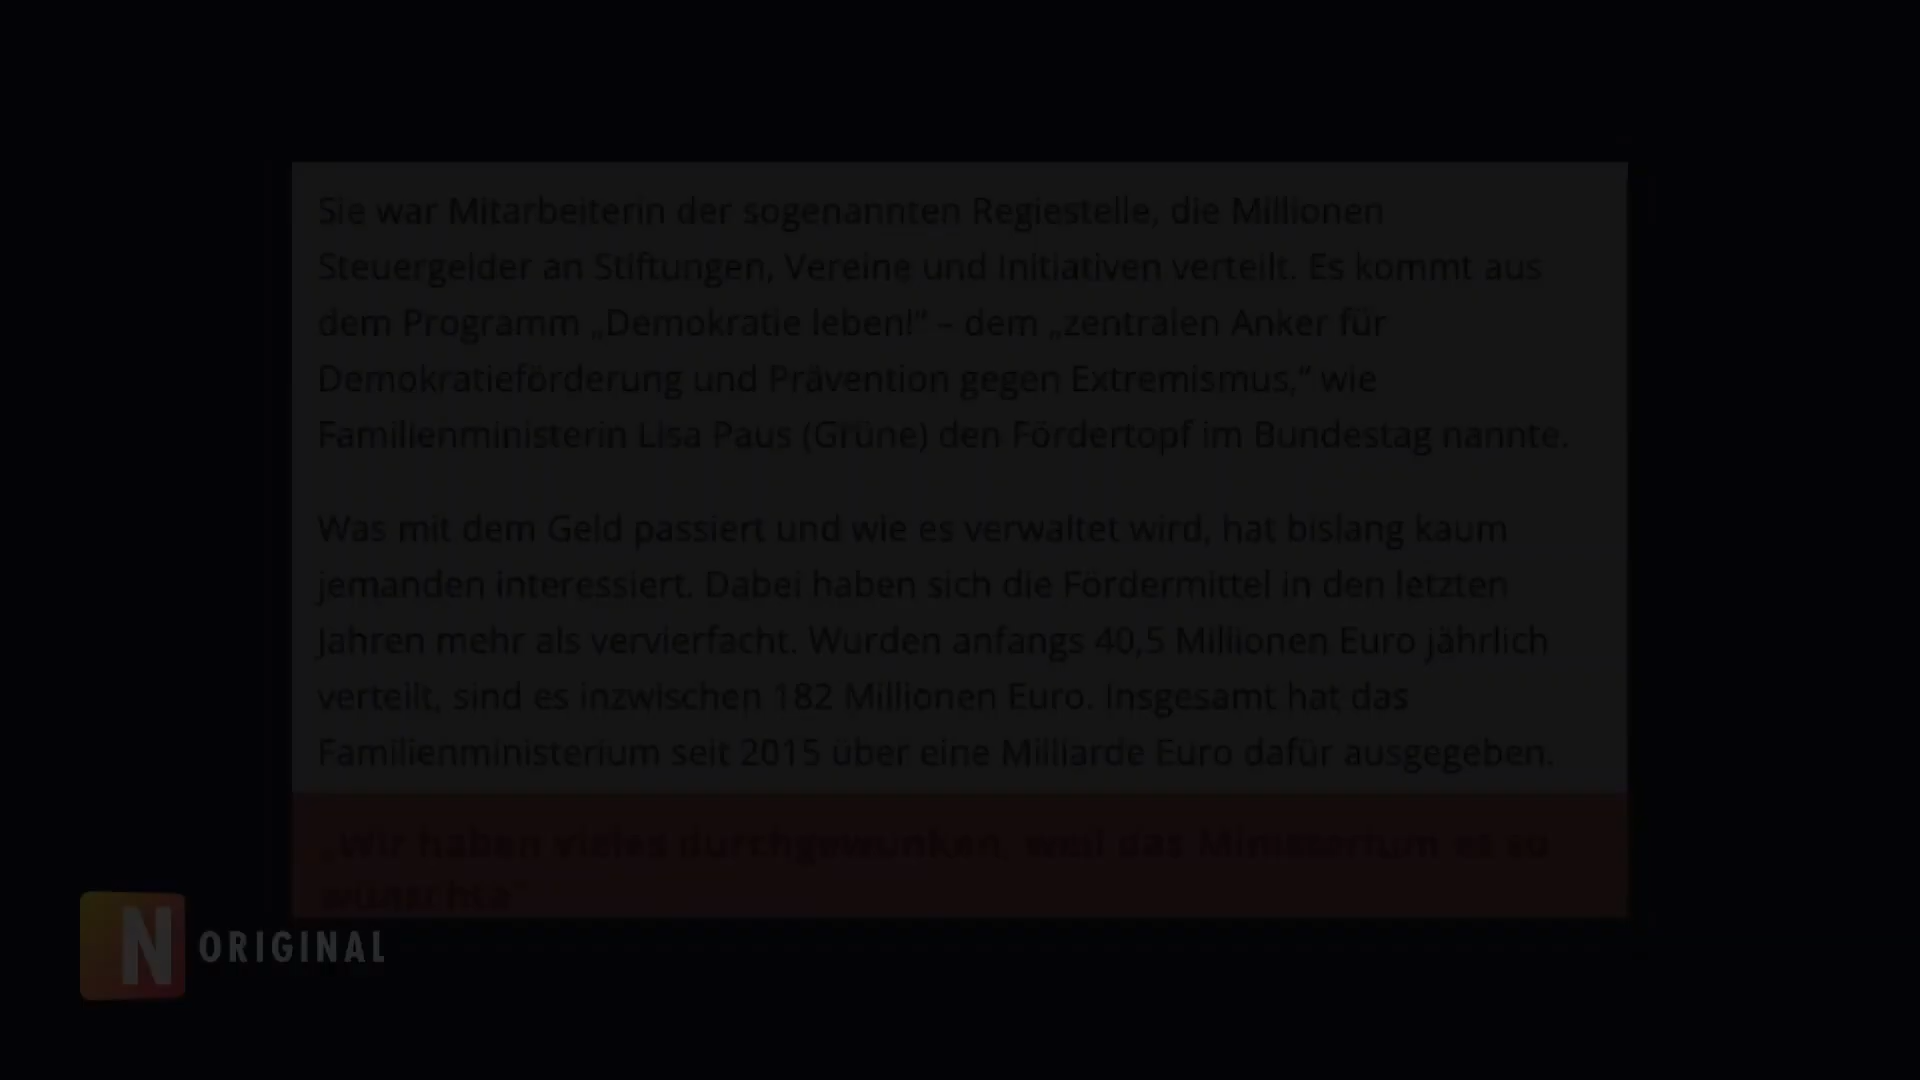 Sie war Mitarbeiterin der sogenannten Regiestelle, die Millionen
Steuergelder an Stiftungen, Vereine und Initiativen verteilt. Es kommt aus
dem Programm „Demokratie leben!“ – dem „zentralen Anker für
Demokratieförderung und Prävention gegen Extremismus,“ wie
Familienministerin Lisa Paus (Grüne) den Fördertopf im Bundestag nannte.
Was mit dem Geld passiert und wie es verwaltet wird, hat bislang kaum
jemanden interessiert. Dabei haben sich die Fördermittel in den letzten
Jahren mehr als vervierfacht. Wurden anfangs 40,5 Millionen Euro jährlich
verteilt, sind es inzwischen 182 Millionen Euro. Insgesamt hat das
Familienministerium seit 2015 über eine Milliarde Euro dafür ausgegeben.
„Wir haben vieles durchgewunken, weil das Ministerium es so
wünschte“
N ORIGINAL